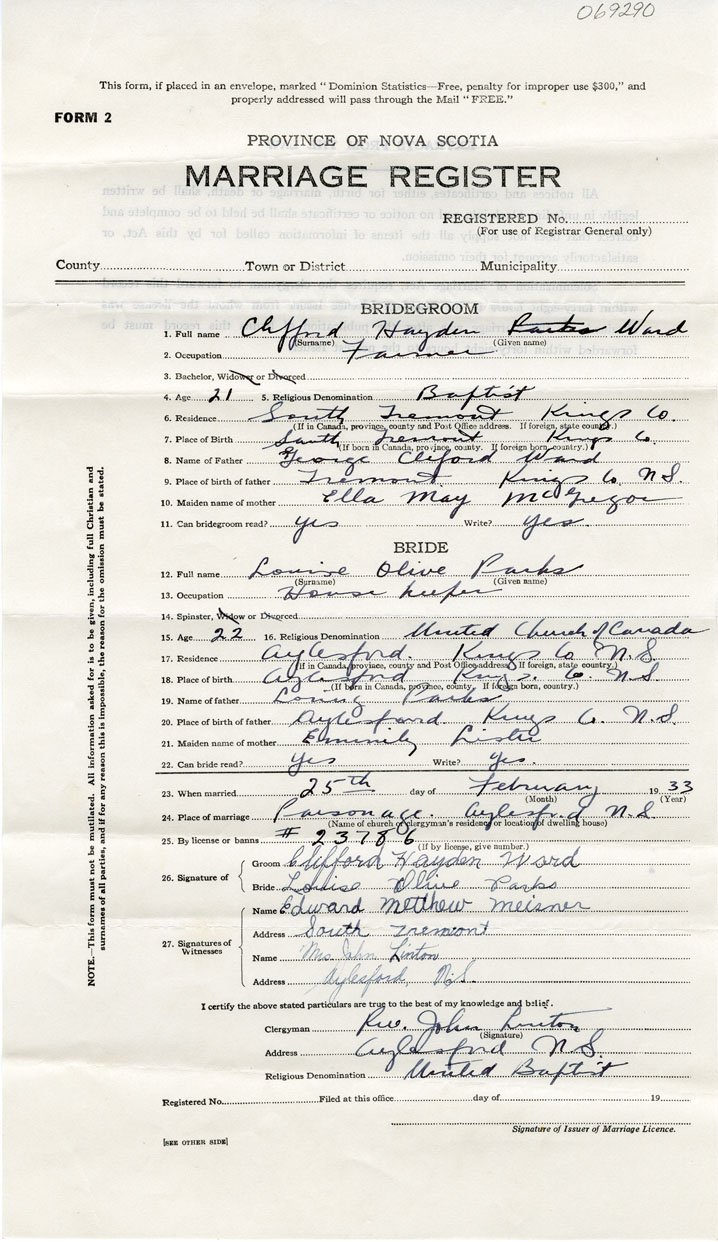 069290
This form, if placed in an envelope, marked "Dominion Statistics—Free, penalty for improper use $300," and
properly addressed will pass through the Mail "FREE."
FORM 2
PROVINCE OF NOVA SCOTIA
MARRIAGE REGISTER
REGISTERED No.
(For use of Registrar General only)
County Town or District Municipality
BRIDEGROOM
1. Full name Clifford Hayden Parks Ward
(Surname) (Given name)
2. Occupation Farmer
3. Bachelor, Widower or Divorced
4. Age 21 5. Religious Denomination Baptist
6. Residence South Tremont Kings Co.
(If in Canada, province, county and Post Office address. If foreign, state county.)
7. Place of Birth South Tremont Kings Co.
(If born in Canada, province, county. If foreign born, country.)
8. Name of Father George Cliford Ward
9. Place of birth of father Tremont Kings Co. N.S.
10. Maiden name of mother Ella May McGregor
11. Can bridegroom read? yes Write? yes.
BRIDE
12. Full name Louise Olive Parks
(Surname) (Given name)
13. Occupation House keeper
14. Spinster, Widow or Divorced
15. Age 22 16. Religious Denomination United Church of Canada
17. Residence Aylesford. Kings Co N.S.
(If in Canada, province, county and Post Office address. If foreign, state country.)
18. Place of birth Aylesford Kings. Co. N.S
(If born in Canada, province, county. If foreign born, country.)
19. Name of father Parks
20. Place of birth of father Aylesford Kings Co. N.S.
21. Maiden name of mother Emmily Lister
22. Can bride read? Yes Write? Yes.
23. When married 25th day of February 1933
(Month) (Year)
24. Place of marriage Parsonage. Aylesford N.S
(Name of church or clergyman's residence or location of dwelling house)
25. By license or banns # 23786
(If by license, give number.)
26. Signature of
Groom Clifford Hayden Ward
Bride Louise Olive Parks
27. Signatures of Witnesses
Name Edward Metthew Meisner
Address South Tremont
Name Mrs John Linton
Address Aylesford, N.S.
I certify the above stated particulars are true to the best of my knowledge and belief.
Clergyman Rev. John Linton
(Signature)
Address Aylesford N.S.
Religious Denomination United Baptist
Registered No. Filed at this office day of 19
Signature of Issuer of Marriage Licence.
[SEE OTHER SIDE]
NOTE.—This form must not be mutilated. All information asked for is to be given, including full Christian and
surnames of all parties, and if for any reason this is impossible, the reason for the omission must be stated.